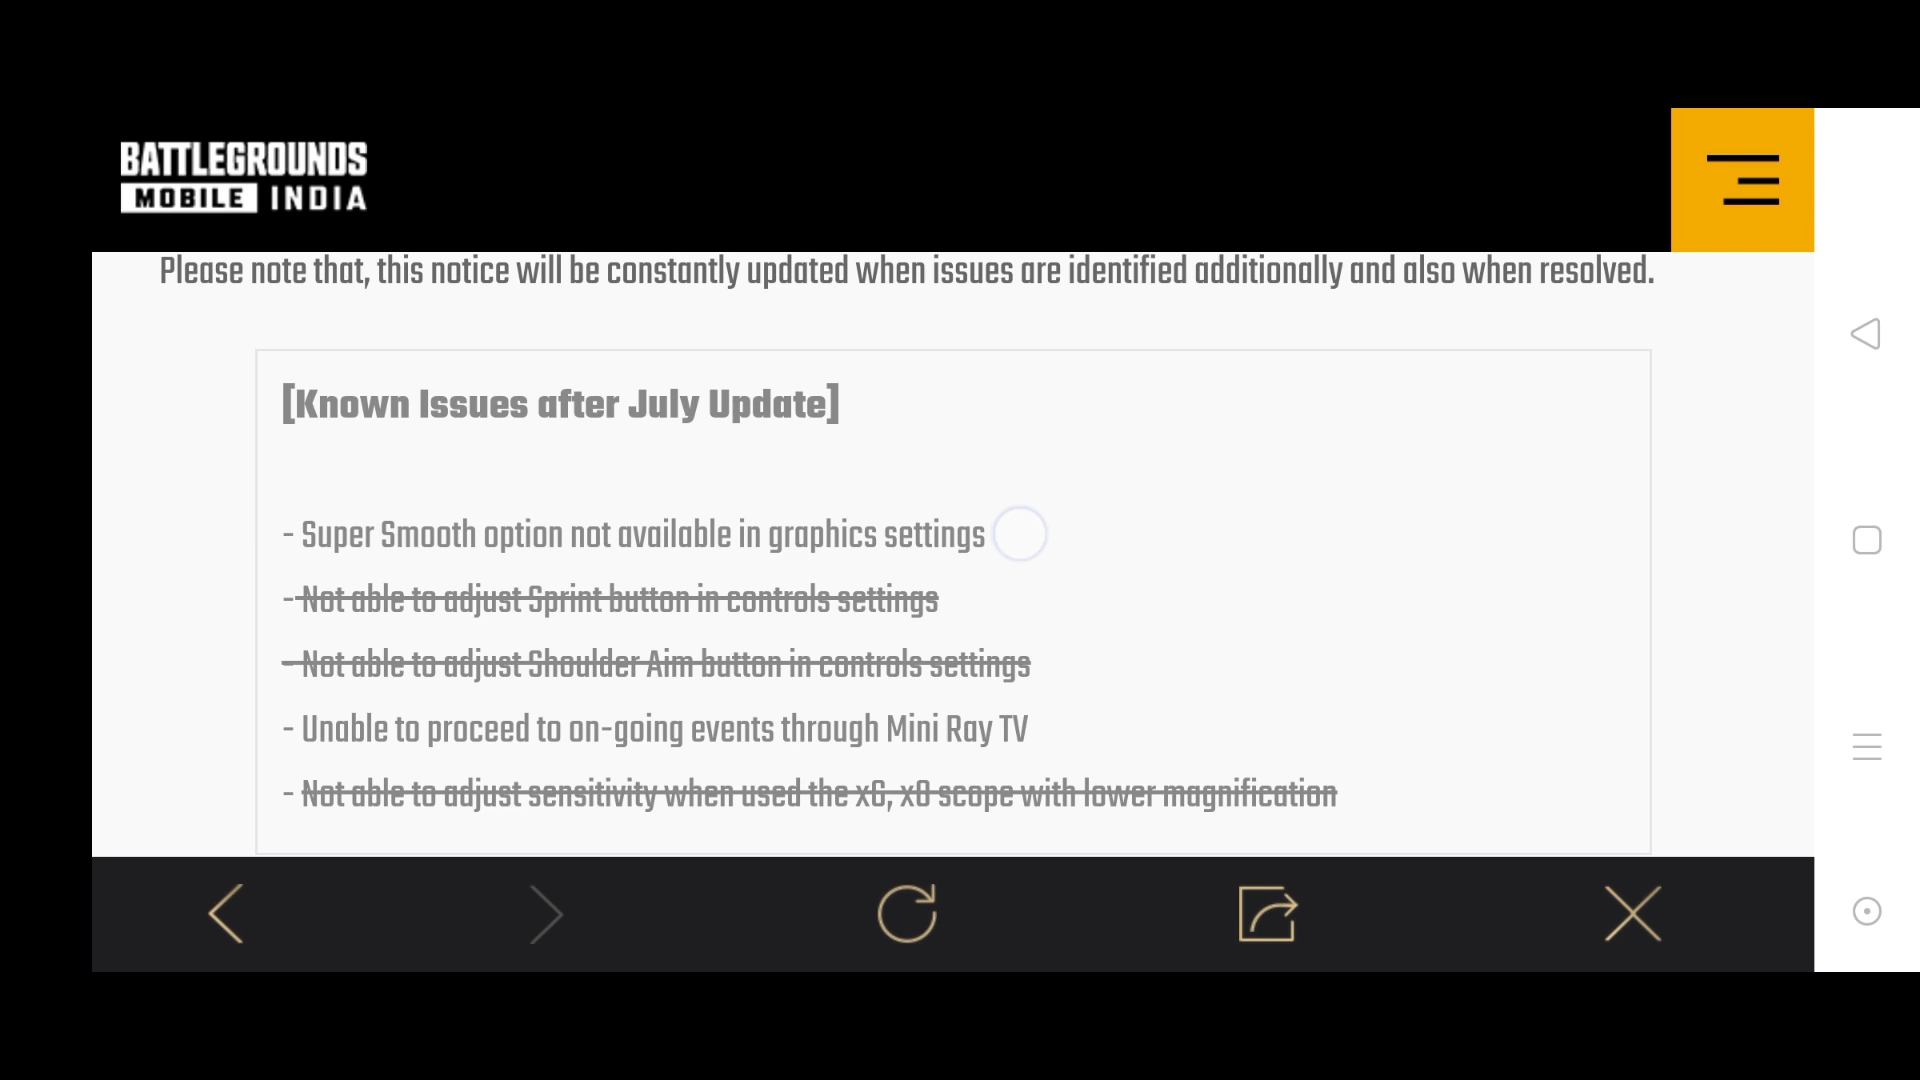 BATTLEGROUNDS
MOBILE INDIA
Please note that, this notice will be constantly updated when issues are identified additionally and also when resolved.
[Known Issues after July Update]
- Super Smooth option not available in graphics settings
- Not able to adjust Sprint button in controls settings
- Not able to adjust Shoulder Aim button in controls settings
- Unable to proceed to on-going events through Mini Ray TV
- Not able to adjust sensitivity when used the x6, x8 scope with lower magnification